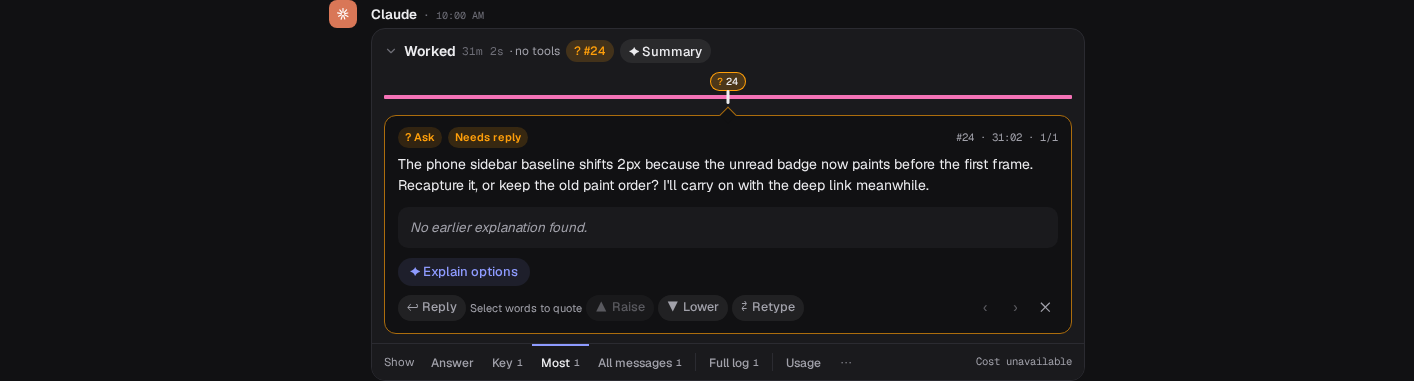 Claude · 10:00 AM
Worked 31m 2s · no tools ? #24 ✦ Summary
? 24
? Ask Needs reply #24 · 31:02 · 1/1
The phone sidebar baseline shifts 2px because the unread badge now paints before the first frame.
Recapture it, or keep the old paint order? I'll carry on with the deep link meanwhile.
No earlier explanation found.
✦ Explain options
↩ Reply Select words to quote ▲ Raise ▼ Lower ⇄ Retype ‹ › ✕
Show Answer Key 1 Most 1 All messages 1 Full log 1 Usage ··· Cost unavailable